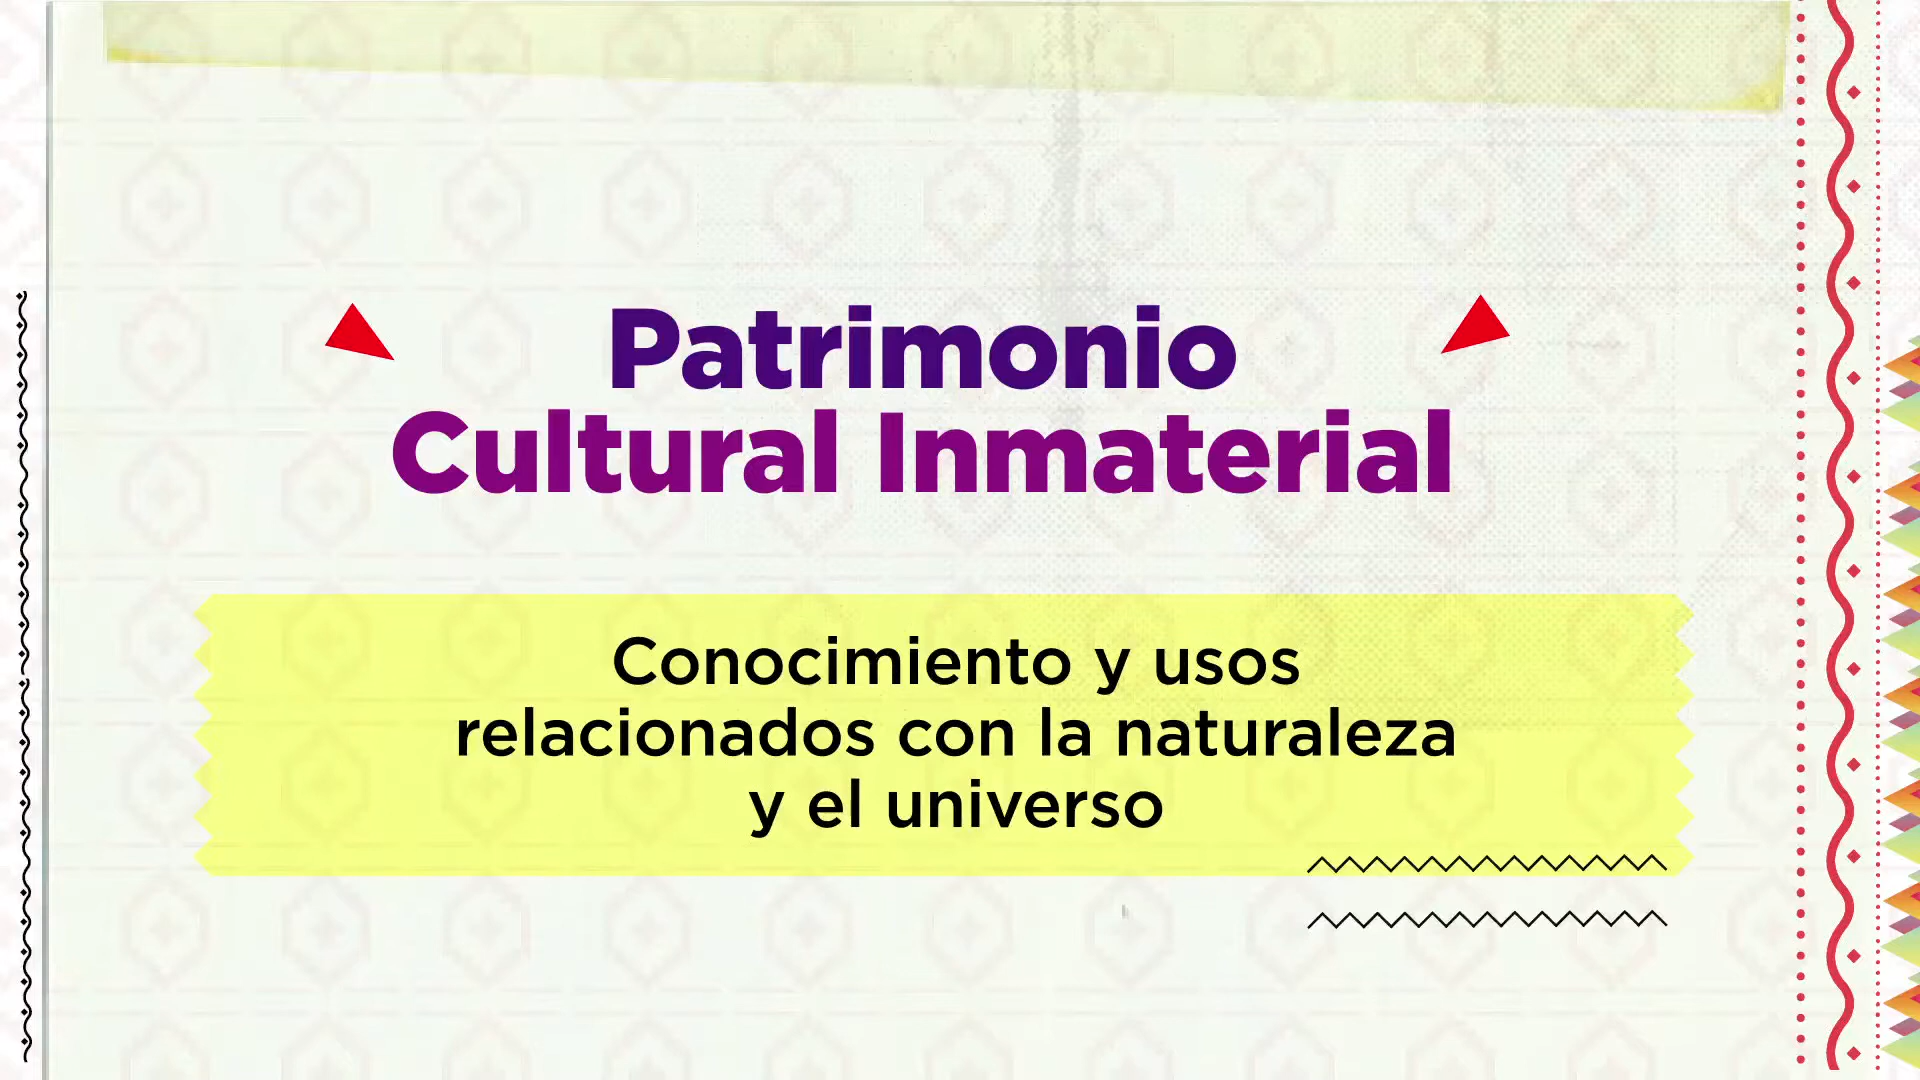 Patrimonio
Cultural Inmaterial
Conocimiento y usos
relacionados con la naturaleza
y el universo